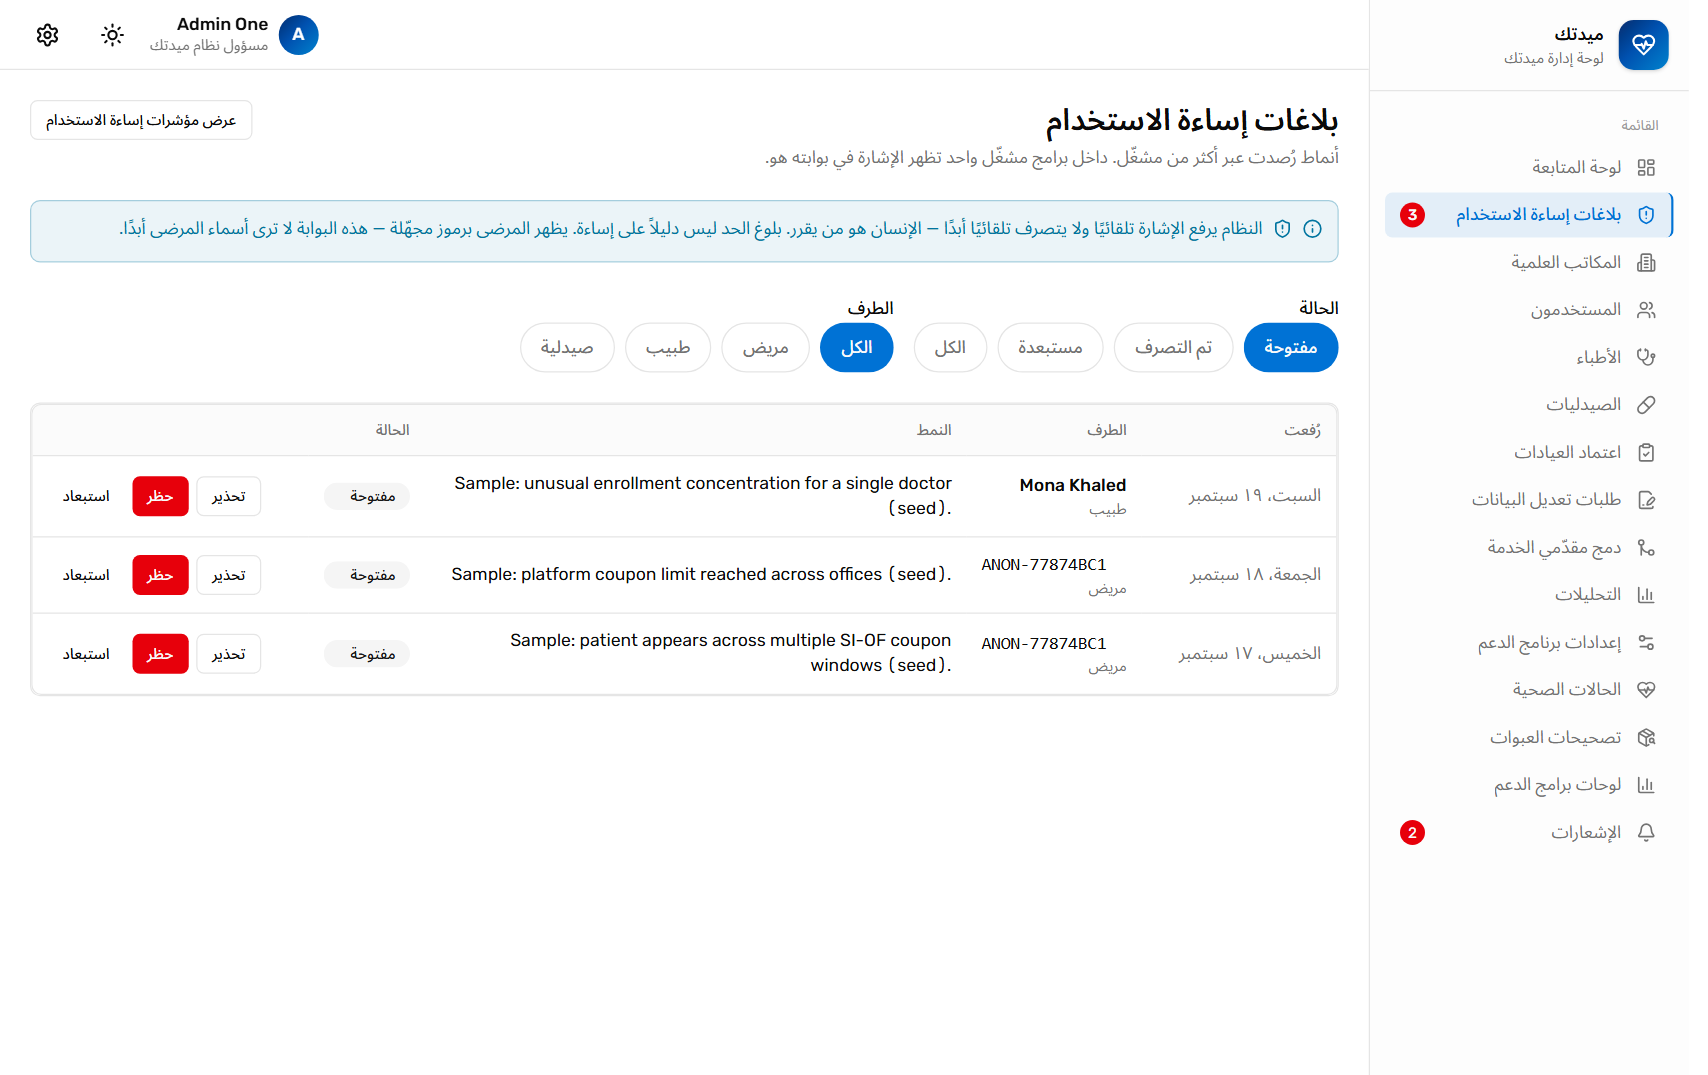 ميدتك
لوحة إدارة ميدتك
القائمة
لوحة المتابعة
بلاغات إساءة الاستخدام
3
المكاتب العلمية
المستخدمون
الأطباء
الصيدليات
اعتماد العيادات
طلبات تعديل البيانات
دمج مقدّمي الخدمة
التحليلات
إعدادات برنامج الدعم
الحالات الصحية
تصحيحات العبوات
لوحات برامج الدعم
الإشعارات
2
A
Admin One
مسؤول نظام ميدتك
بلاغات إساءة الاستخدام
أنماط رُصدت عبر أكثر من مشغّل. داخل برامج مشغّل واحد تظهر الإشارة في بوابته هو.
عرض مؤشرات إساءة الاستخدام
النظام يرفع الإشارة تلقائيًا ولا يتصرف تلقائيًا أبدًا – الإنسان هو من يقرر. بلوغ الحد ليس دليلاً على إساءة. يظهر المرضى برموز مجهّلة – هذه البوابة لا ترى أسماء المرضى أبدًا.
الحالة
مفتوحة
تم التصرف
مستبعدة
الكل
الطرف
الكل
مريض
طبيب
صيدلية
رُفعت
الطرف
النمط
الحالة
السبت، ١٩ سبتمبر
Mona Khaled
طبيب
Sample: unusual enrollment concentration for a single doctor
(seed).
مفتوحة
تحذير
حظر
استبعاد
الجمعة، ١٨ سبتمبر
ANON-77874BC1
مريض
Sample: platform coupon limit reached across offices (seed).
مفتوحة
تحذير
حظر
استبعاد
الخميس، ١٧ سبتمبر
ANON-77874BC1
مريض
Sample: patient appears across multiple SI-OF coupon
windows (seed).
مفتوحة
تحذير
حظر
استبعاد